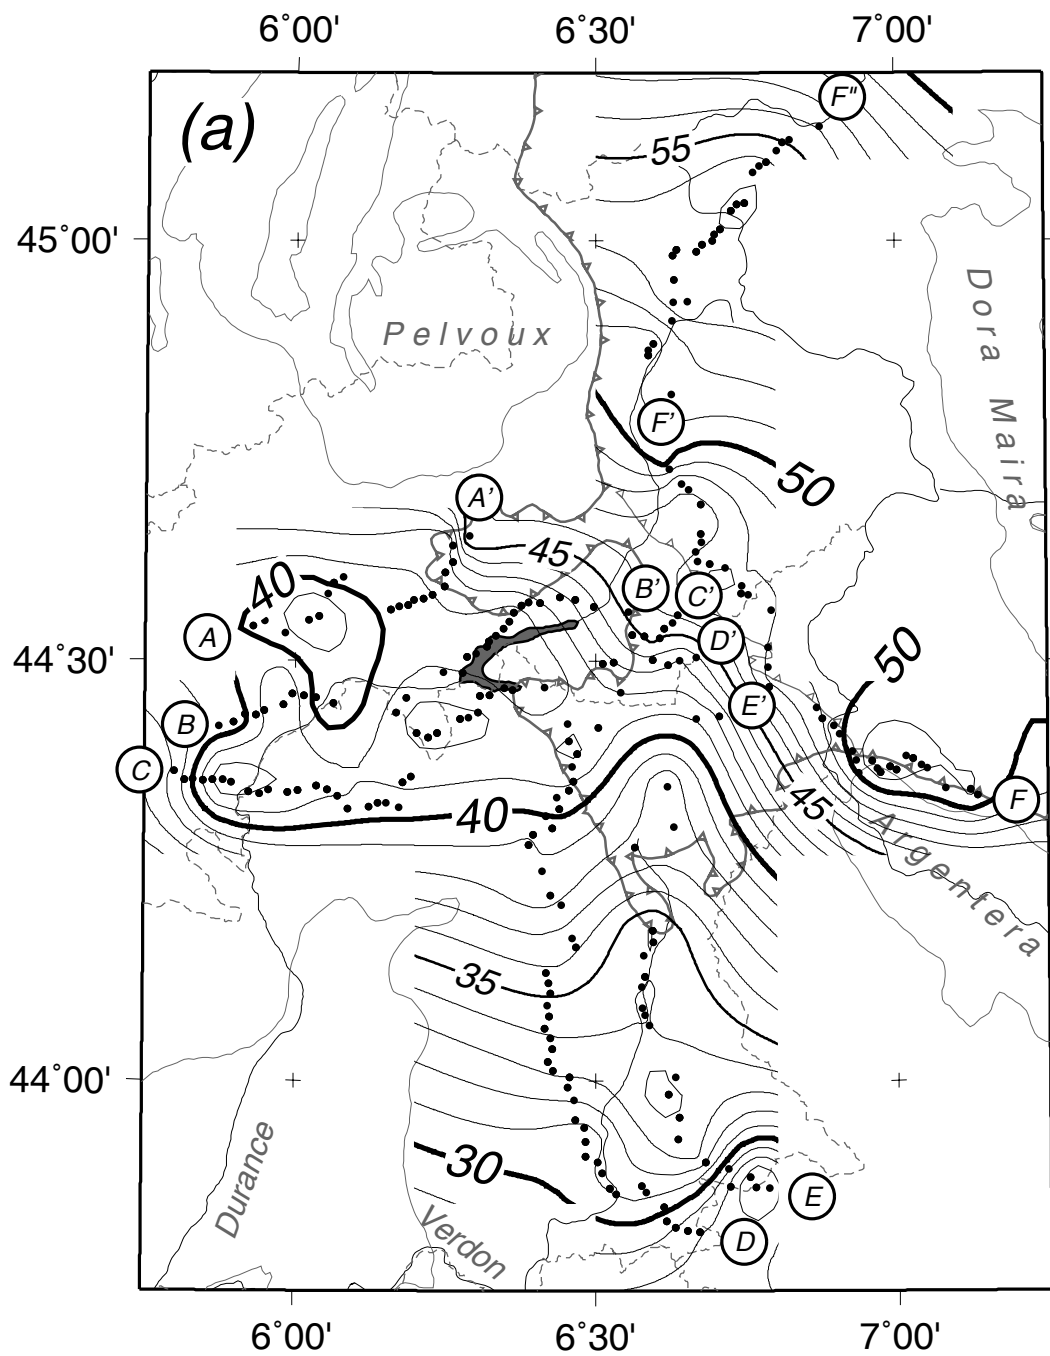 6°00' 6°30' 7°00'
(a)
F"
55
45°00'
Pelvoux
Dora Maira
F'
50
A'
45
40
B'
C'
A
D'
44°30'
50
E'
B
C
45
F
40
Argentera
35
44°00'
30
E
Durance
Verdon
D
6°00' 6°30' 7°00'